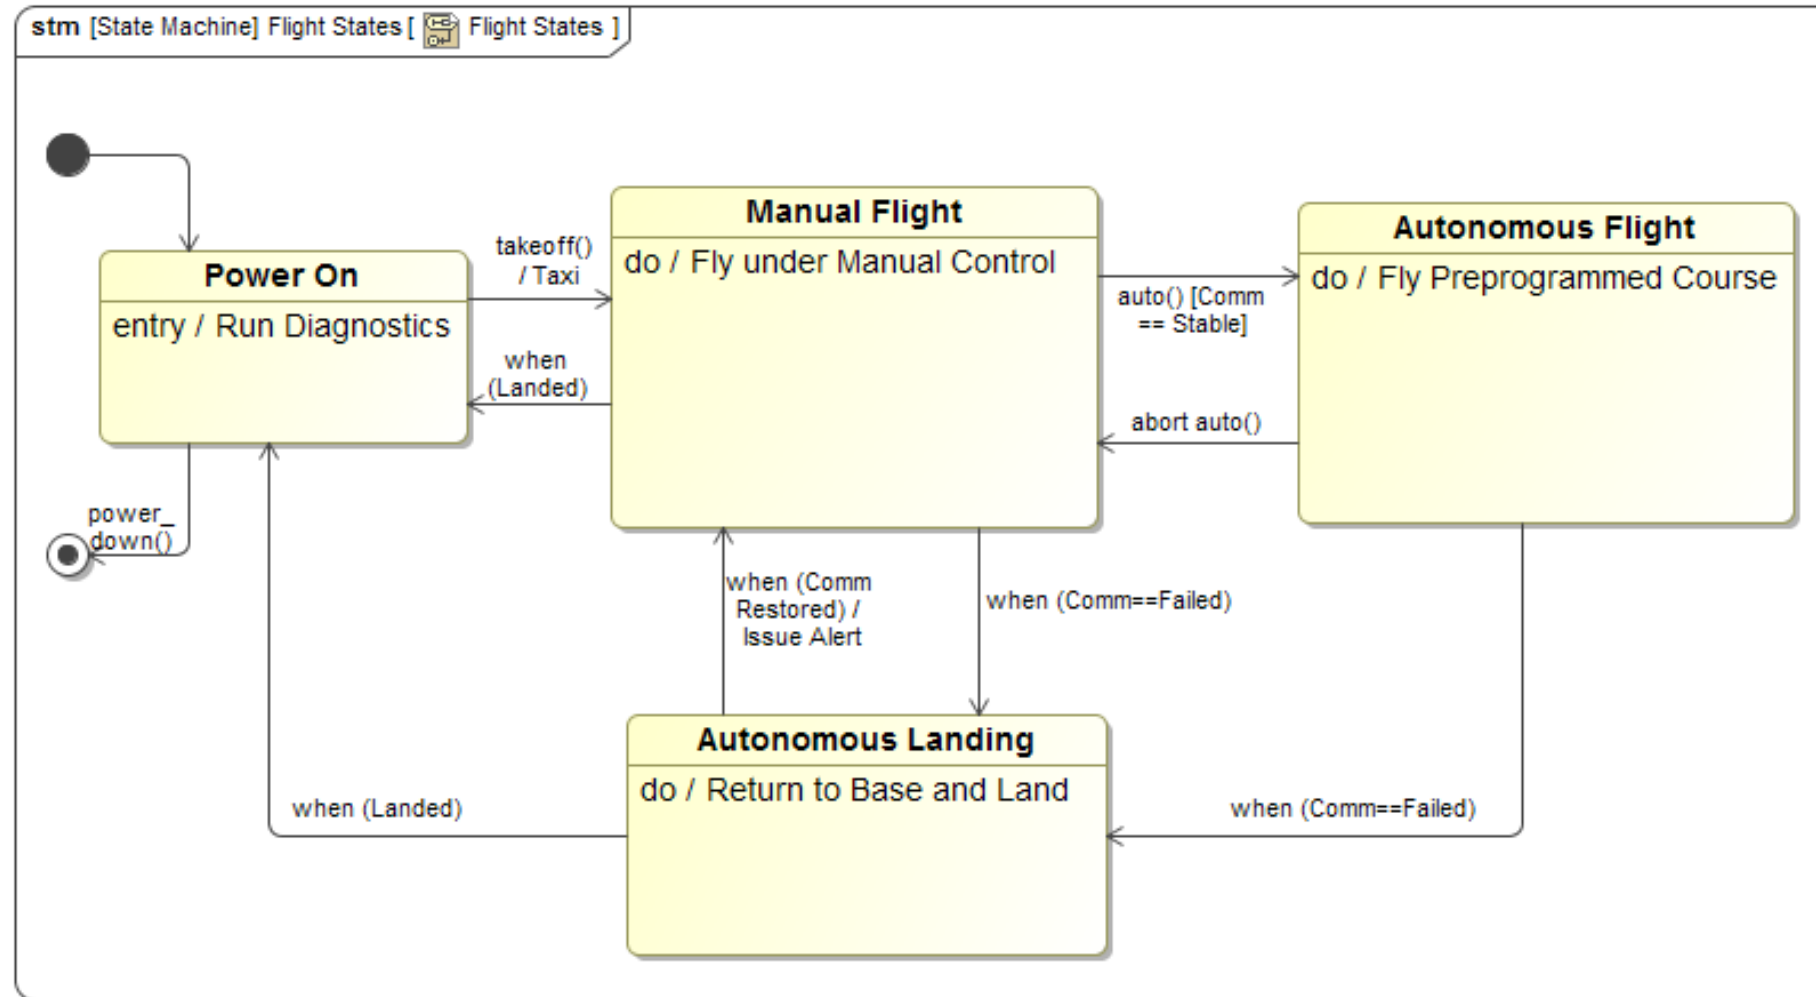 stm [State Machine] Flight States [ Flight States ]
Manual Flight
do / Fly under Manual Control
Autonomous Flight
do / Fly Preprogrammed Course
Power On
entry / Run Diagnostics
takeoff()
/ Taxi
when
(Landed)
auto() [Comm
== Stable]
abort auto()
power_
down()
when (Comm
Restored) /
Issue Alert
when (Comm==Failed)
Autonomous Landing
do / Return to Base and Land
when (Landed)
when (Comm==Failed)